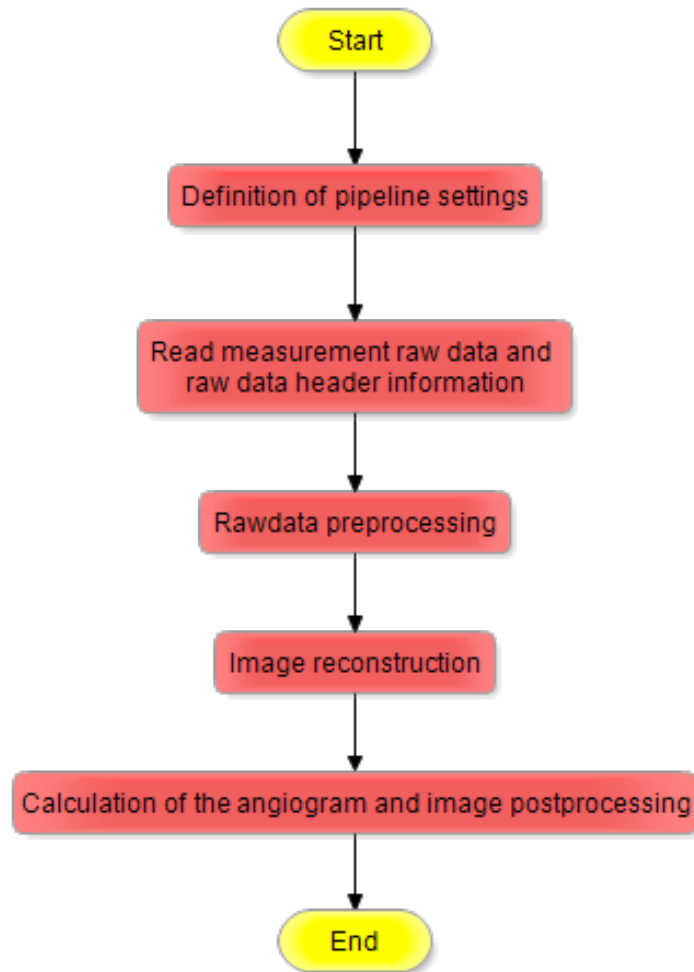 Start
Definition of pipeline settings
Read measurement raw data and
raw data header information
Rawdata preprocessing
Image reconstruction
Calculation of the angiogram and image postprocessing
End